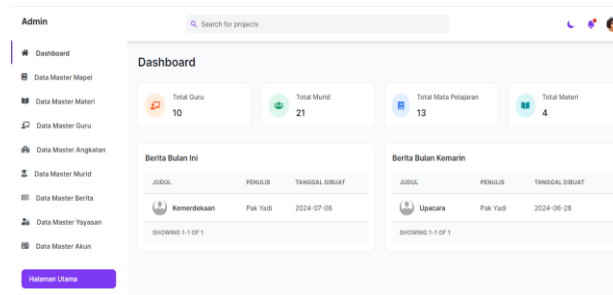 Admin
Search for projects
Dashboard
Data Master Mapel
Data Master Materi
Data Master Guru
Data Master Angkatan
Data Master Murid
Data Master Berita
Data Master Yayasan
Data Master Akun
Halaman Utama
Dashboard
Total Guru
10
Total Murid
21
Total Mata Pelajaran
13
Total Materi
4
Berita Bulan Ini
JUDUL PENULIS TANGGAL DIBUAT
Kemerdekaan Pak Yadi 2024-07-06
SHOWING 1-1 OF 1
Berita Bulan Kemarin
JUDUL PENULIS TANGGAL DIBUAT
Upacara Pak Yadi 2024-06-28
SHOWING 1-1 OF 1